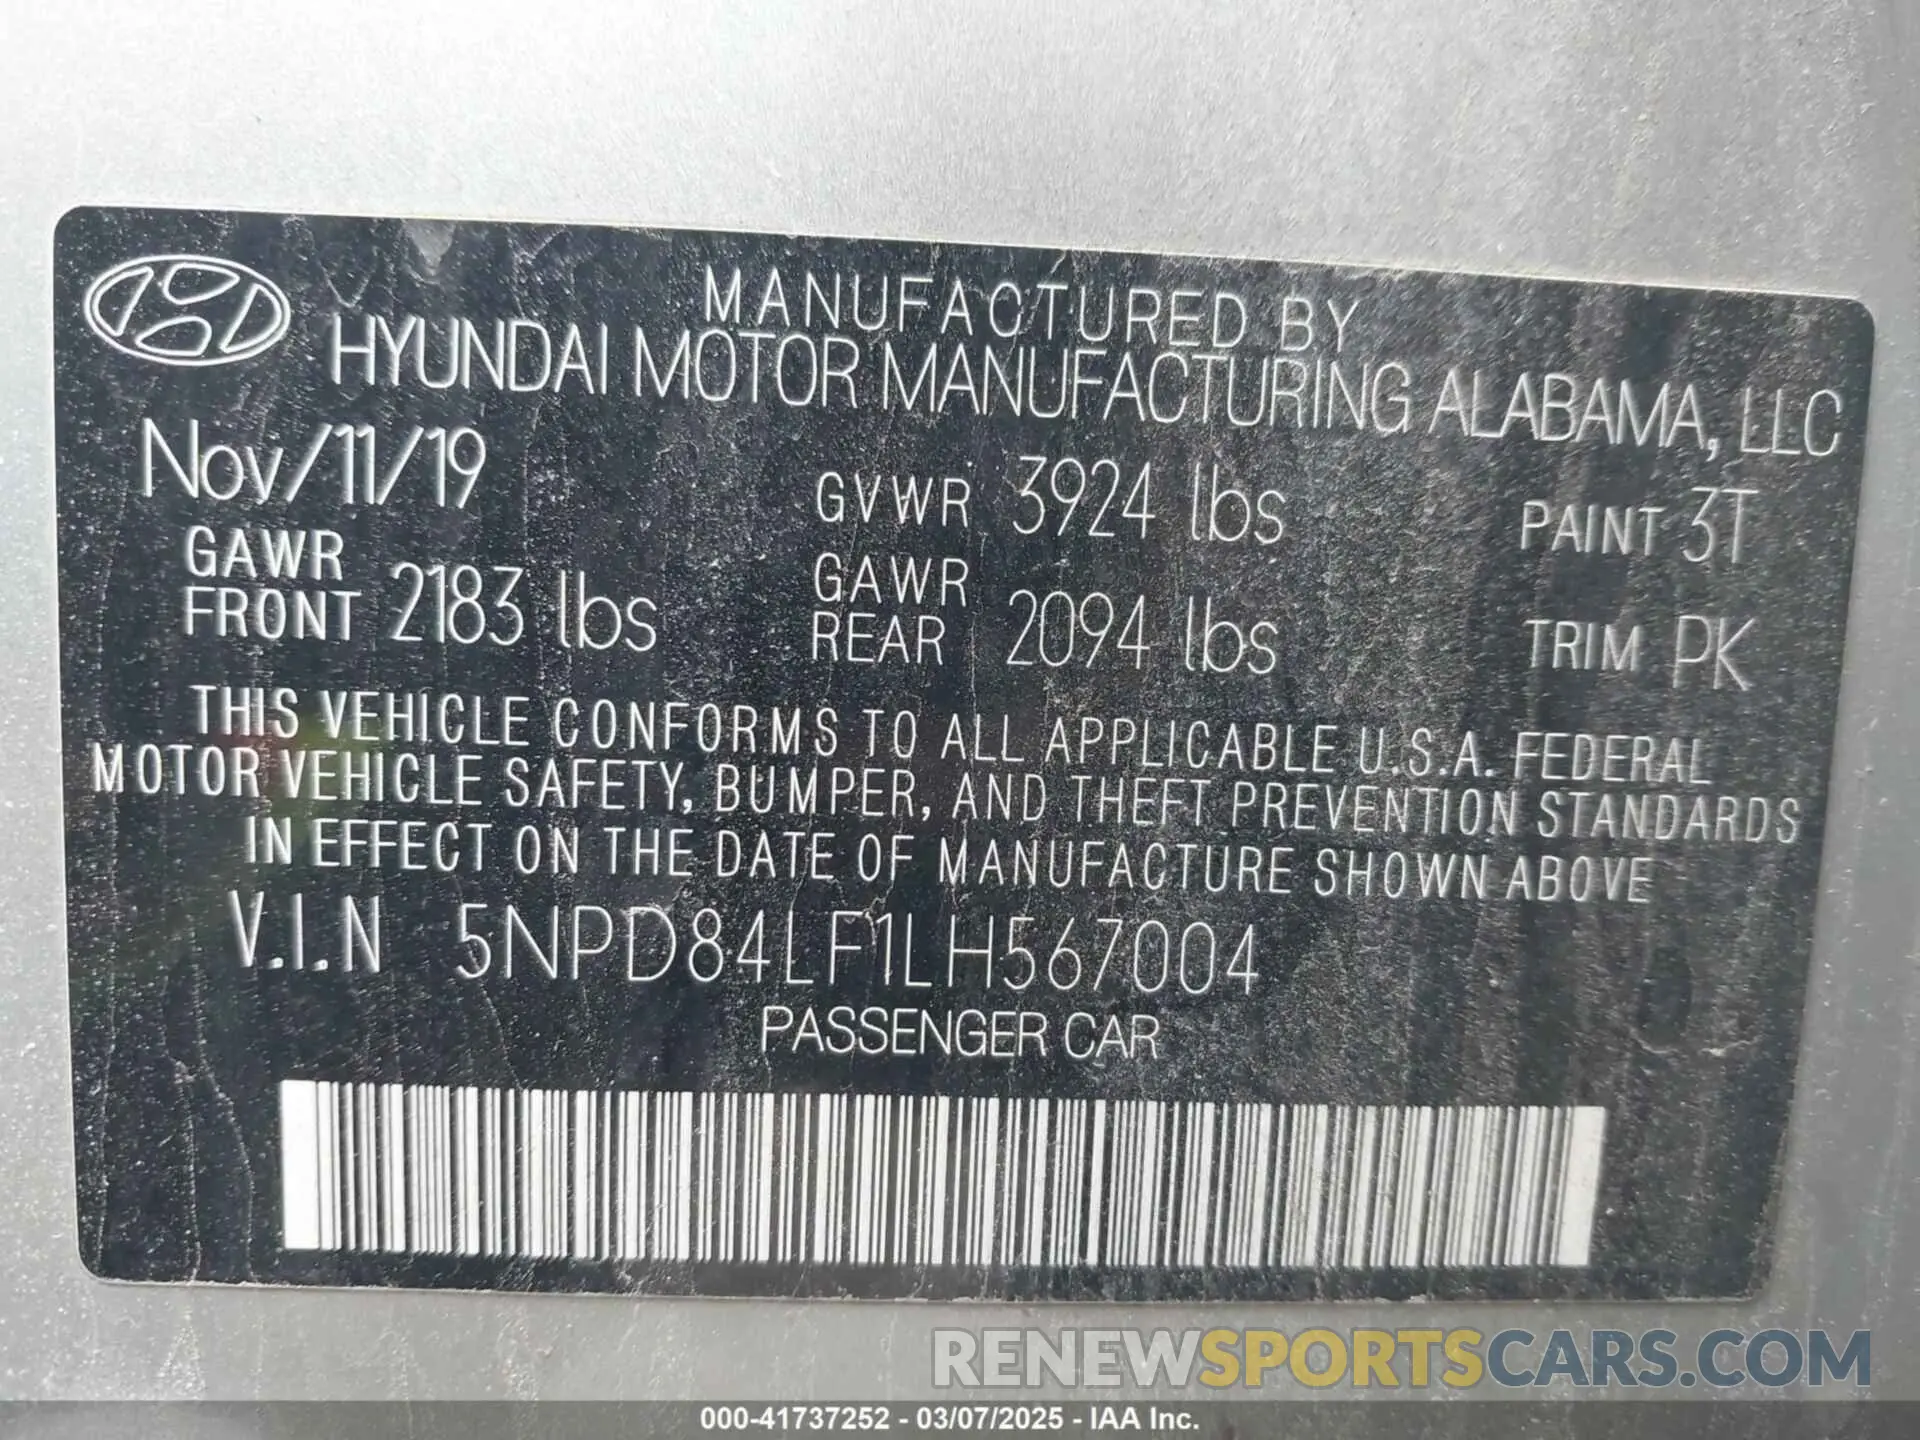 MANUFACTURED BY
HYUNDAI MOTOR MANUFACTURING ALABAMA, LLC
Nov/11/19 GVWR 3924 lbs PAINT 3T
GAWR FRONT 2183 lbs GAWR REAR 2094 lbs TRIM PK
THIS VEHICLE CONFORMS TO ALL APPLICABLE U.S.A. FEDERAL
MOTOR VEHICLE SAFETY, BUMPER, AND THEFT PREVENTION STANDARDS
IN EFFECT ON THE DATE OF MANUFACTURE SHOWN ABOVE
V.I.N 5NPD84LF1LH567004
PASSENGER CAR
RENEWSPORTSCARS.COM
000-41737252 - 03/07/2025 - IAA Inc.